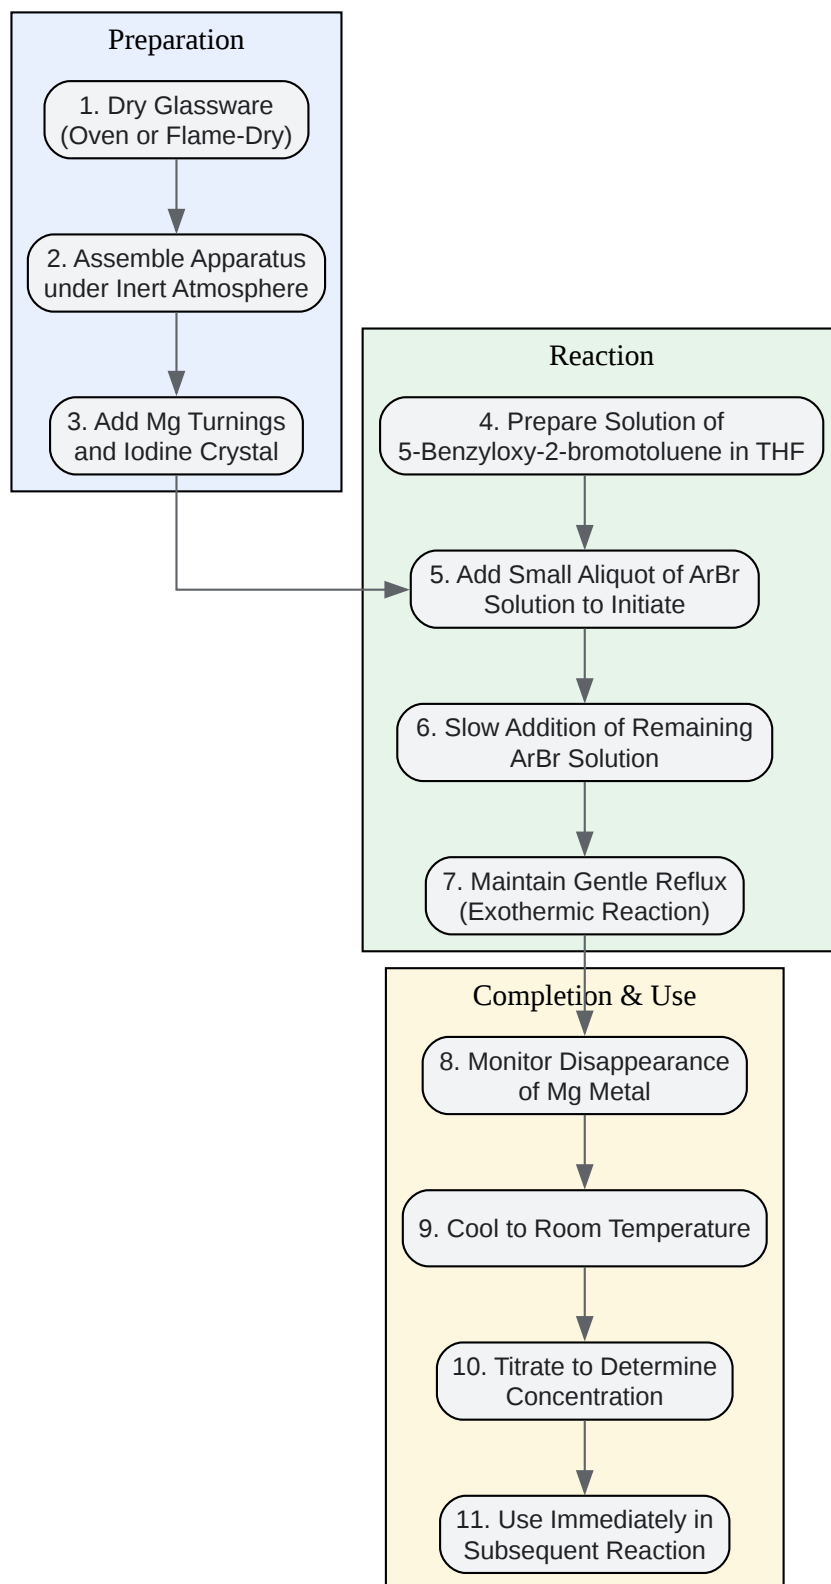 Preparation
1. Dry Glassware
(Oven or Flame-Dry)
2. Assemble Apparatus
under Inert Atmosphere
3. Add Mg Turnings
and Iodine Crystal
Reaction
4. Prepare Solution of
5-Benzyloxy-2-bromotoluene in THF
5. Add Small Aliquot of ArBr
Solution to Initiate
6. Slow Addition of Remaining
ArBr Solution
7. Maintain Gentle Reflux
(Exothermic Reaction)
Completion & Use
8. Monitor Disappearance
of Mg Metal
9. Cool to Room Temperature
10. Titrate to Determine
Concentration
11. Use Immediately in
Subsequent Reaction